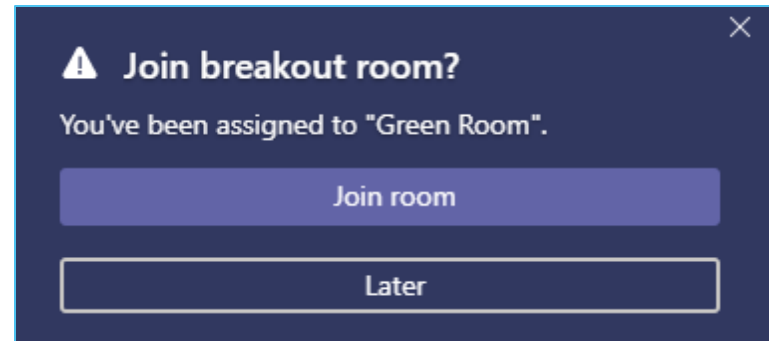 Join breakout room?
You've been assigned to "Green Room".
Join room
Later